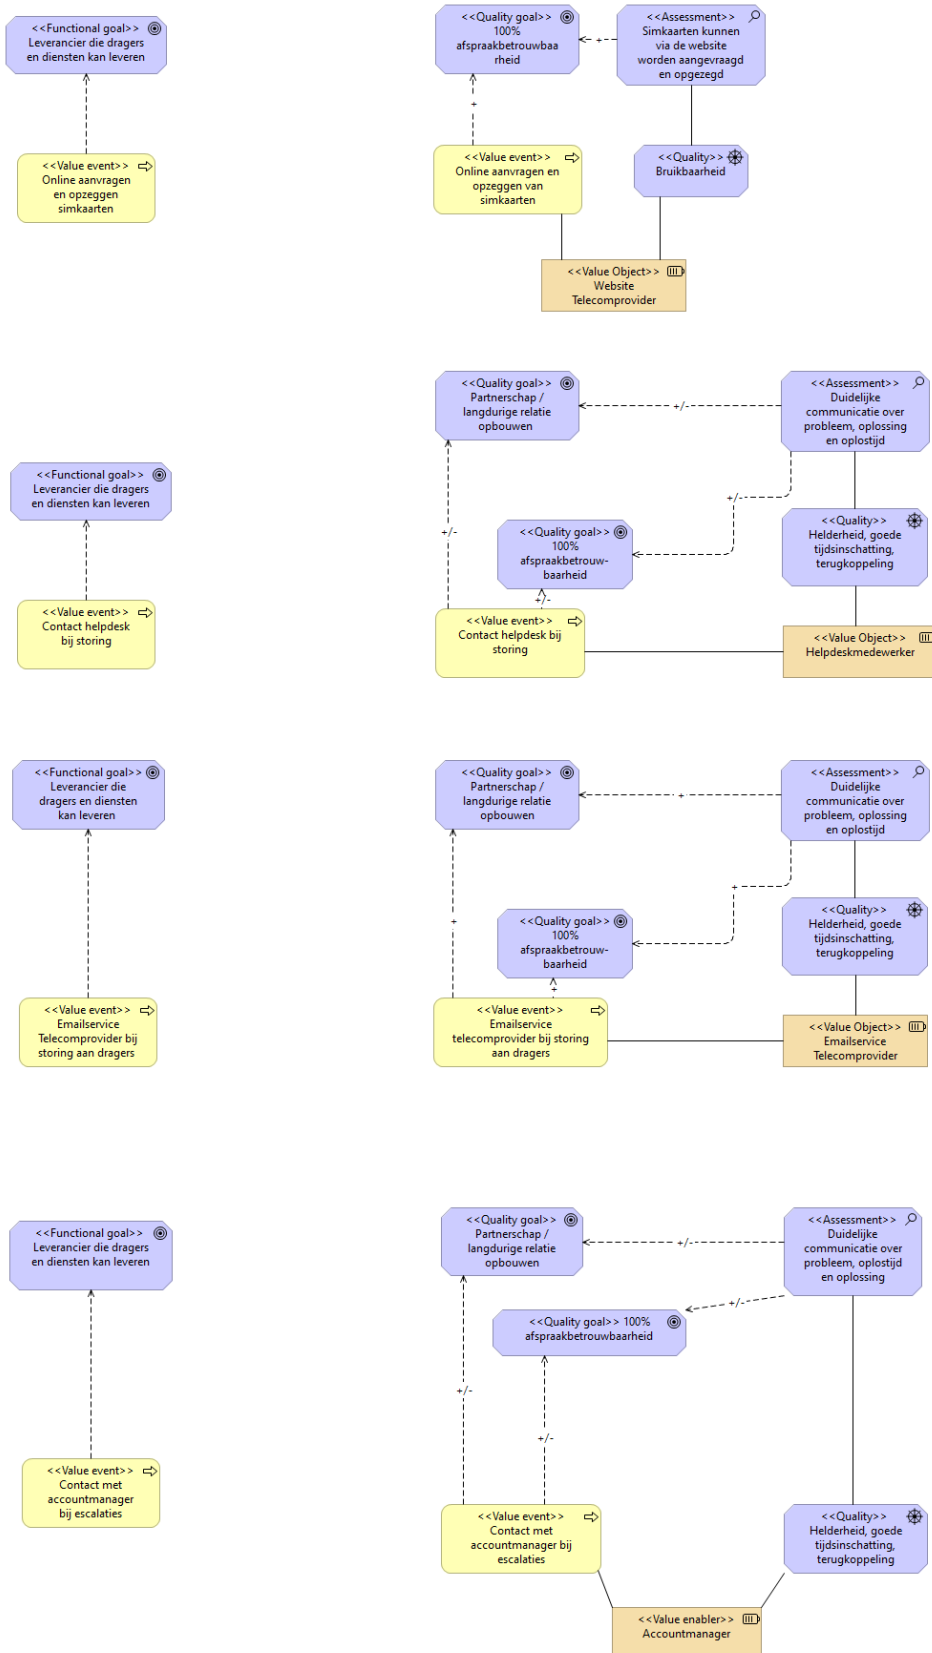 <<Functional goal>>
Leverancier die dragers
en diensten kan leveren
<<Value event>>
Online aanvragen
en opzeggen
simkaarten
<<Quality goal>>
100%
afspraakbetrouwbaa
rheid
+
<<Assessment>>
Simkaarten kunnen
via de website
worden aangevraagd
en opgezegd
+
<<Value event>>
Online aanvragen en
opzeggen van
simkaarten
<<Quality>>
Bruikbaarheid
<<Value Object>>
Website
Telecomprovider
<<Functional goal>>
Leverancier die dragers
en diensten kan leveren
<<Value event>>
Contact helpdesk
bij storing
<<Quality goal>>
Partnerschap /
langdurige relatie
opbouwen
+/-
<<Assessment>>
Duidelijke
communicatie over
probleem, oplossing
en oplostijd
+/-
+/-
<<Quality goal>>
100%
afspraakbetrouw-
baarheid
<<Quality>>
Helderheid, goede
tijdsinschatting,
terugkoppeling
+/-
<<Value event>>
Contact helpdesk bij
storing
<<Value Object>>
Helpdeskmedewerker
<<Functional goal>>
Leverancier die
dragers en diensten
kan leveren
<<Value event>>
Emailservice
Telecomprovider bij
storing aan dragers
<<Quality goal>>
Partnerschap /
langdurige relatie
opbouwen
+
<<Assessment>>
Duidelijke
communicatie over
probleem, oplossing
en oplostijd
+
+
<<Quality goal>>
100%
afspraakbetrouw-
baarheid
<<Quality>>
Helderheid, goede
tijdsinschatting,
terugkoppeling
+
<<Value event>>
Emailservice
telecomprovider bij storing
aan dragers
<<Value Object>>
Emailservice
Telecomprovider
<<Functional goal>>
Leverancier die dragers
en diensten kan leveren
<<Value event>>
Contact met
accountmanager
bij escalaties
<<Quality goal>>
Partnerschap /
langdurige relatie
opbouwen
+/-
<<Assessment>>
Duidelijke
communicatie over
probleem, oplostijd
en oplossing
+/-
<<Quality goal>> 100%
afspraakbetrouwbaarheid
+/-
+/-
<<Value event>>
Contact met
accountmanager bij
escalaties
<<Quality>>
Helderheid, goede
tijdsinschatting,
terugkoppeling
<<Value enabler>>
Accountmanager